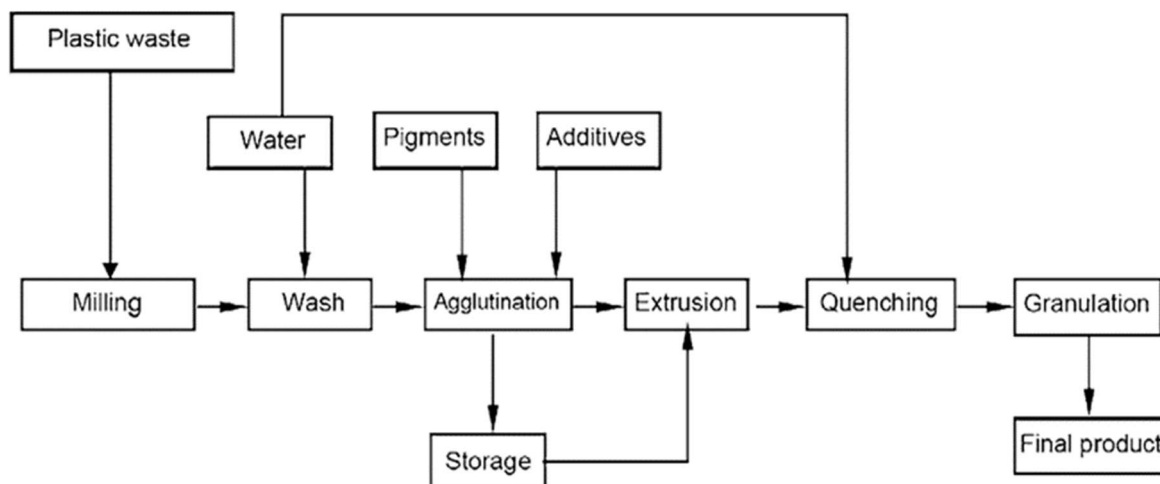 Plastic waste
Water
Pigments
Additives
Milling
Wash
Agglutination
Extrusion
Quenching
Granulation
Storage
Final product